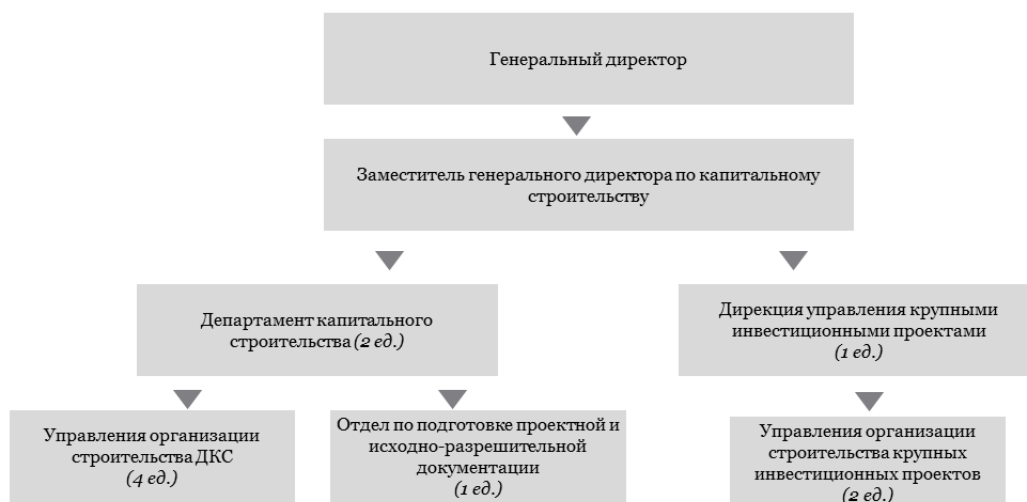 Генеральный директор
Заместитель генерального директора по капитальному
строительству
Департамент капитального
строительства (2 ед.)
Дирекция управления крупными
инвестиционными проектами
(1 ед.)
Управления организации
строительства ДКС
(4 ед.)
Отдел по подготовке проектной и
исходно-разрешительной
документации
(1 ед.)
Управления организации
строительства крупных
инвестиционных проектов
(2 ед.)